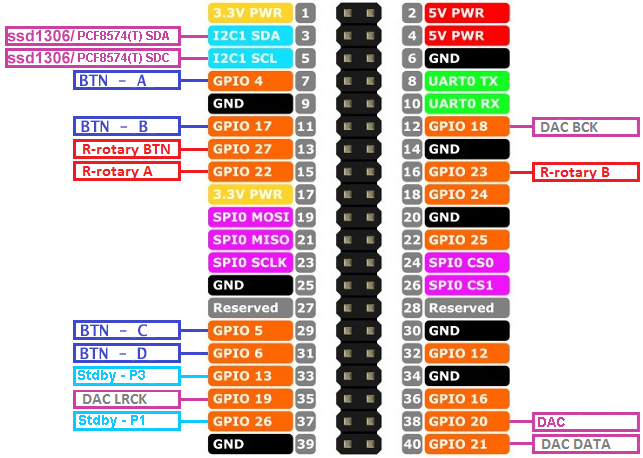 3.3V PWR 1 2 5V PWR
ssd1306/ PCF8574(T) SDA I2C1 SDA 3 4 5V PWR
ssd1306/ PCF8574(T) SDC I2C1 SCL 5 6 GND
BTN - A GPIO 4 7 8 UART0 TX
GND 9 10 UART0 RX
BTN - B GPIO 17 11 12 GPIO 18 DAC BCK
R-rotary BTN GPIO 27 13 14 GND
R-rotary A GPIO 22 15 16 GPIO 23 R-rotary B
3.3V PWR 17 18 GPIO 24
SPI0 MOSI 19 20 GND
SPI0 MISO 21 22 GPIO 25
SPI0 SCLK 23 24 SPI0 CS0
GND 25 26 SPI0 CS1
Reserved 27 28 Reserved
BTN - C GPIO 5 29 30 GND
BTN - D GPIO 6 31 32 GPIO 12
Stdby - P3 GPIO 13 33 34 GND
DAC LRCK GPIO 19 35 36 GPIO 16
Stdby - P1 GPIO 26 37 38 GPIO 20 DAC
GND 39 40 GPIO 21 DAC DATA